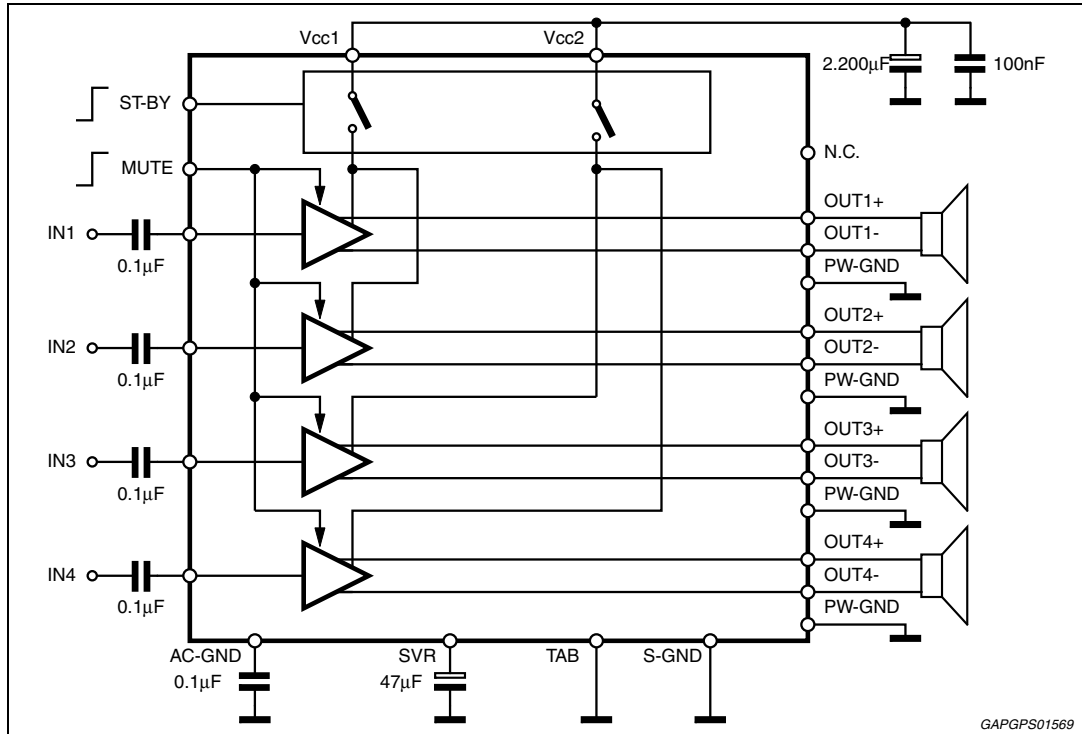 Vcc1
Vcc2
2.200µF
100nF
ST-BY
N.C.
MUTE
OUT1+
IN1
OUT1-
0.1µF
PW-GND
OUT2+
IN2
OUT2-
0.1µF
PW-GND
OUT3+
IN3
OUT3-
0.1µF
PW-GND
OUT4+
IN4
OUT4-
0.1µF
PW-GND
AC-GND
SVR
TAB
S-GND
0.1µF
47µF
GAPGPS01569